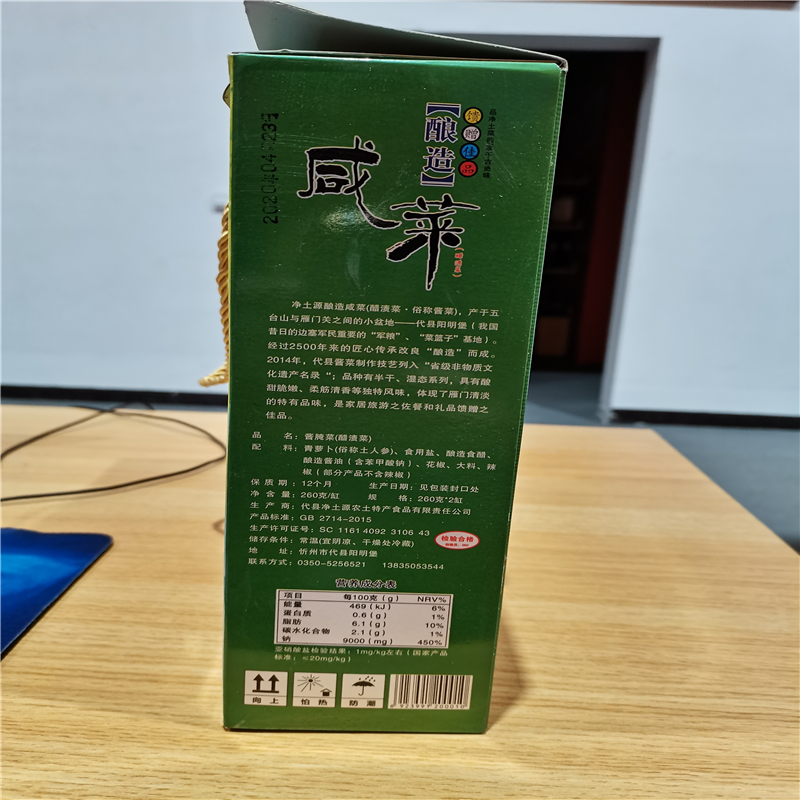 品净土菜的至千古奇味
馈赠佳品
【酿造】
咸菜
(醋渍菜)
2020年04月23日
净土源酿造咸菜(醋渍菜·俗称酱菜)，产于五
台山与雁门关之间的小盆地——代县阳明堡（我国
昔日的边塞军民重要的“军粮”、“菜篮子”基地）。
经过2500年来的匠心传承改良“酿造”而成。
2014年，代县酱菜制作技艺列入“省级非物质文
化遗产名录“；品种有半干、湿态系列，具有酸
甜脆嫩、柔筋清香等独特风味，体现了雁门清淡
的特有品味，是家居旅游之佐餐和礼品馈赠之
佳品。
品 名：酱腌菜(醋渍菜)
配 料：青萝卜(俗称土人参)、食用盐、酿造食醋、
酿造酱油（含苯甲酸钠）、花椒、大料、辣
椒（部分产品不含辣椒）
保质期：12个月 生产日期：见包装封口处
净含量：260克/缸 规 格：260克*2缸
生产商：代县净土源农土特产食品有限责任公司
产品标准：GB 2714-2015
生产许可证号：SC 1161 4092 3106 43
储存条件：常温(宜阴凉、干燥处冷藏)
检验合格
地 址：忻州市代县阳明堡
联系方式：0350-5256521 13835053544
营养成分表
项目 每100克(g) NRV%
能量 469(kJ) 6%
蛋白质 0.6(g) 1%
脂肪 6.1(g) 10%
碳水化合物 2.1(g) 1%
钠 9000(mg) 450%
亚硝酸盐检验结果：1mg/kg左右（国家产品
标准：≤20mg/kg）
向上 怕热 防潮
6923993200010